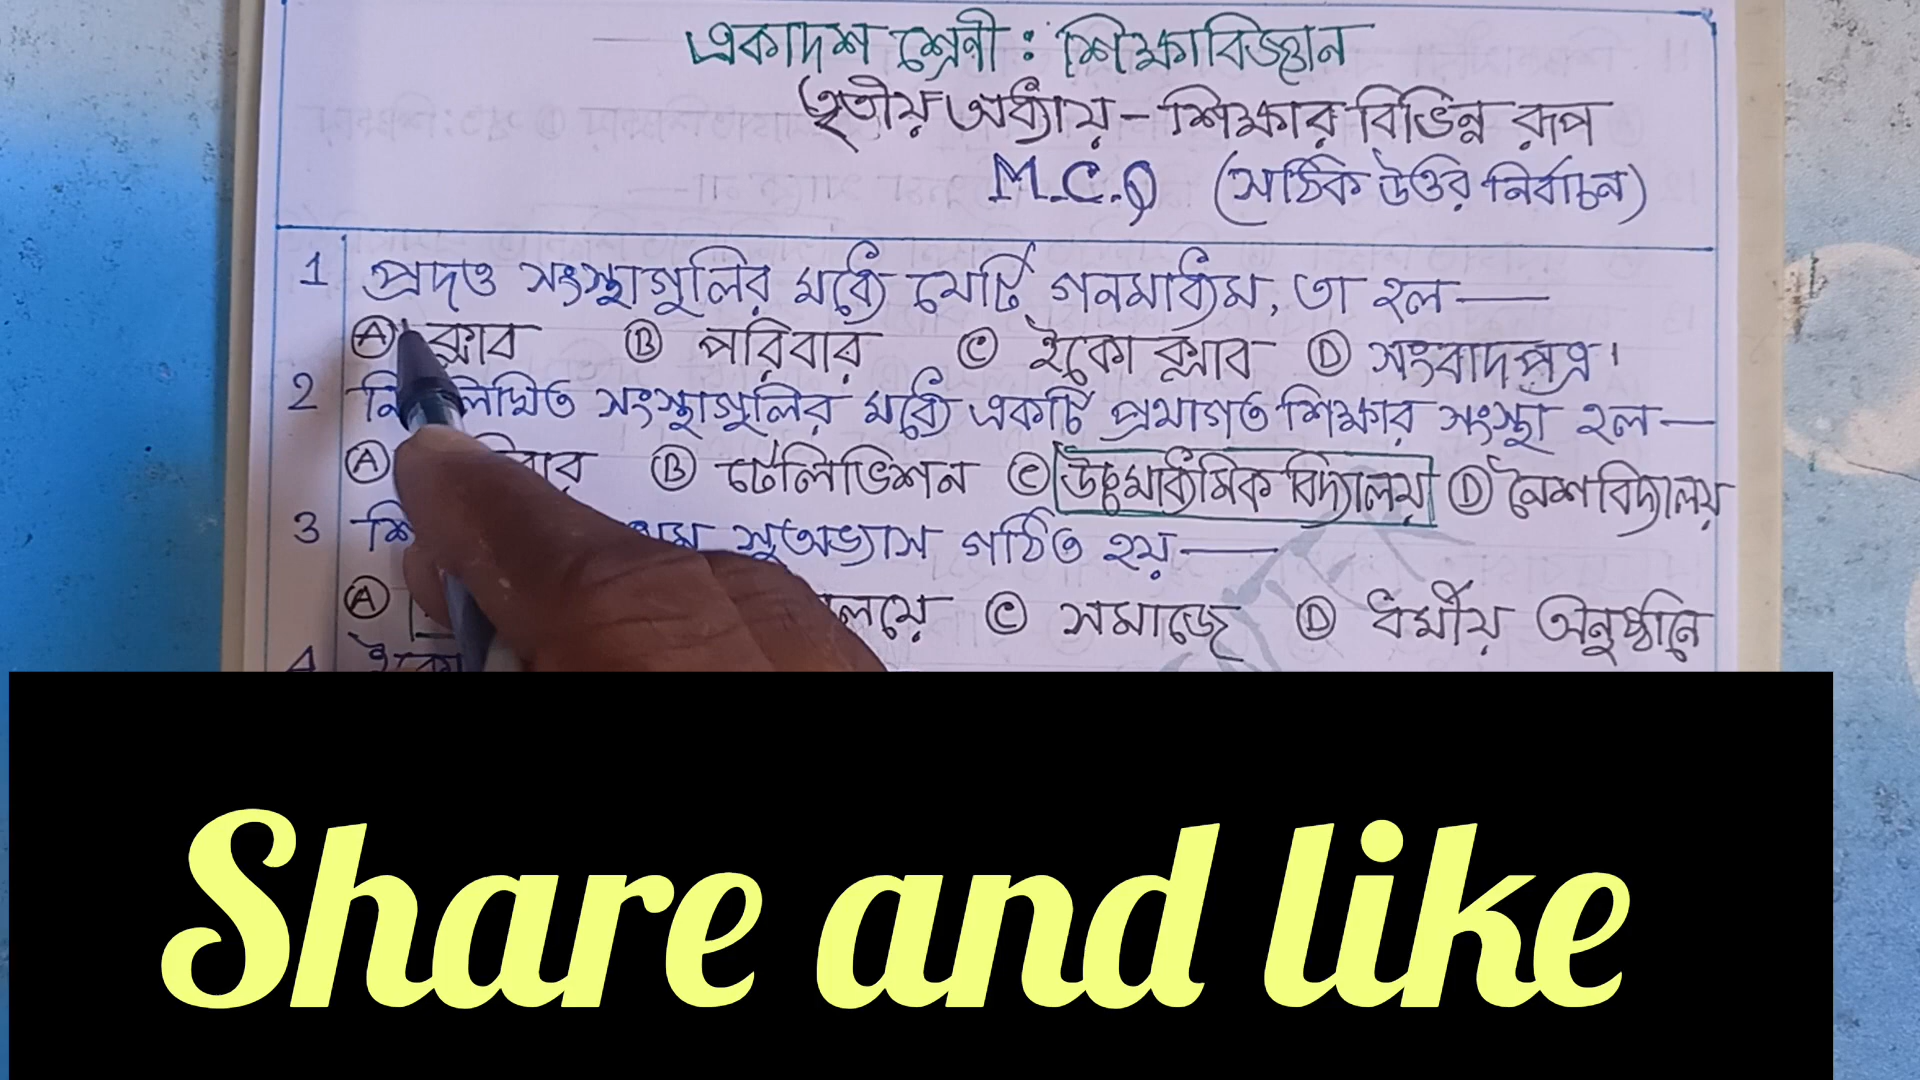 একাদশ শ্রেণী : শিক্ষাবিজ্ঞান
তৃতীয় অধ্যায় – শিক্ষার বিভিন্ন রূপ
M.C.Q (সঠিক উত্তর নির্বাচন)
1 প্রদত্ত সংস্থাগুলির মধ্যে যেটি গনমাধ্যম, তা হল —
Ⓐ ক্লাব Ⓑ পরিবার Ⓒ ইকো ক্লাব Ⓓ সংবাদপত্র।
2 লিখিত সংস্থাগুলির মধ্যে একটি প্রথাগত শিক্ষার সংস্থা হল —
Ⓐ Ⓑ টেলিভিশন Ⓒ উচ্চমাধ্যমিক বিদ্যালয় Ⓓ নৈশবিদ্যালয়
3 সুঅভ্যাস গঠিত হয় —
Ⓐ Ⓒ সমাজে Ⓓ ধর্মীয় অনুষ্ঠানে
4 ইকো
Share and like